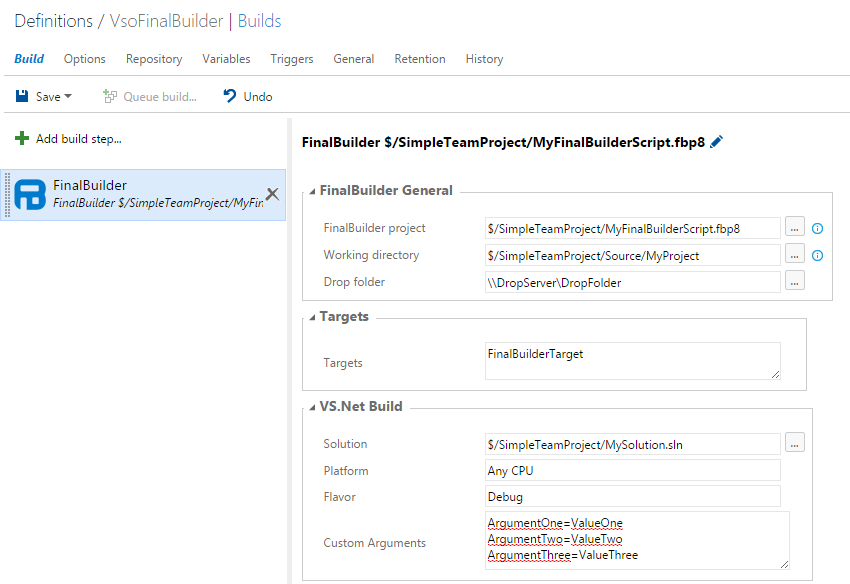 Definitions / VsoFinalBuilder | Builds
Build Options Repository Variables Triggers General Retention History
Save Queue build... Undo
Add build step...
FinalBuilder
FinalBuilder $/SimpleTeamProject/MyFin
FinalBuilder $/SimpleTeamProject/MyFinalBuilderScript.fbp8
FinalBuilder General
FinalBuilder project $/SimpleTeamProject/MyFinalBuilderScript.fbp8 ...
Working directory $/SimpleTeamProject/Source/MyProject ...
Drop folder \\DropServer\DropFolder ...
Targets
Targets FinalBuilderTarget
VS.Net Build
Solution $/SimpleTeamProject/MySolution.sln ...
Platform Any CPU
Flavor Debug
Custom Arguments ArgumentOne=ValueOne
ArgumentTwo=ValueTwo
ArgumentThree=ValueThree